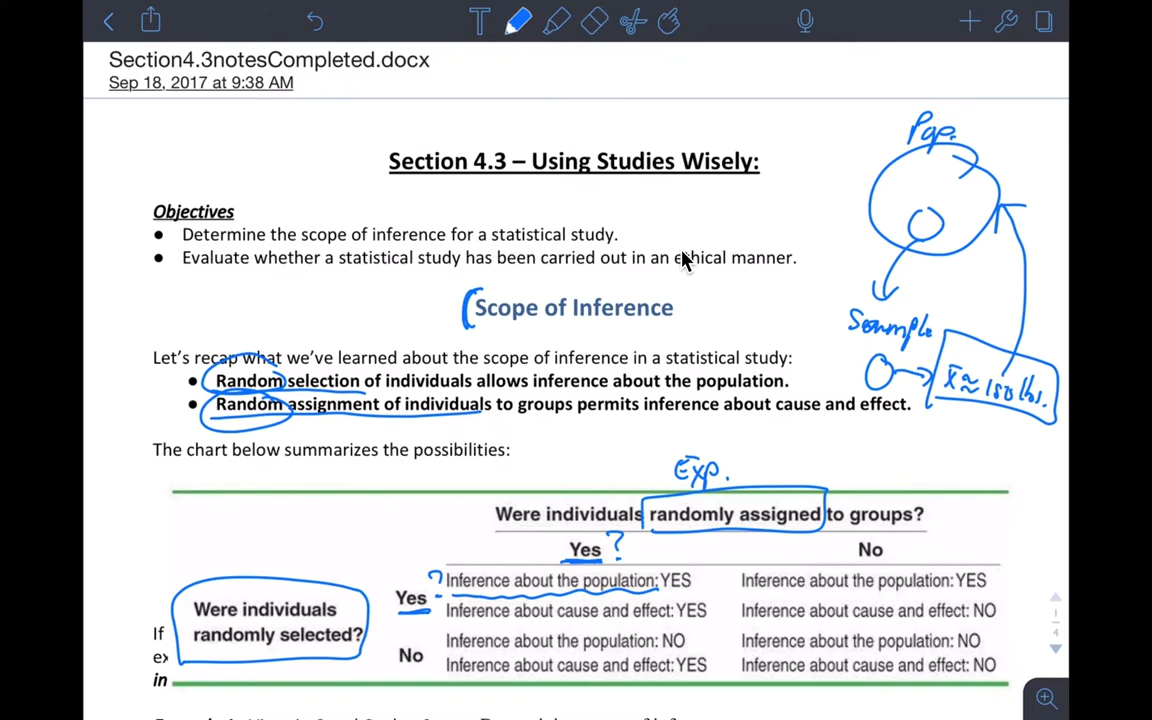 Section4.3notesCompleted.docx
Sep 18, 2017 at 9:38 AM
Pop.
Section 4.3 – Using Studies Wisely:
Objectives
● Determine the scope of inference for a statistical study.
● Evaluate whether a statistical study has been carried out in an ethical manner.
Scope of Inference
Sample
Let's recap what we've learned about the scope of inference in a statistical study:
● Random selection of individuals allows inference about the population.
x̄ ≈ 180 lbs.
● Random assignment of individuals to groups permits inference about cause and effect.
The chart below summarizes the possibilities:
Exp.
Were individuals randomly assigned to groups?
Yes ? No
Were individuals randomly selected?
Yes ? Inference about the population: YES Inference about the population: YES
Inference about cause and effect: YES Inference about cause and effect: NO
No Inference about the population: NO Inference about the population: NO
Inference about cause and effect: YES Inference about cause and effect: NO
If
ex
in
1
4